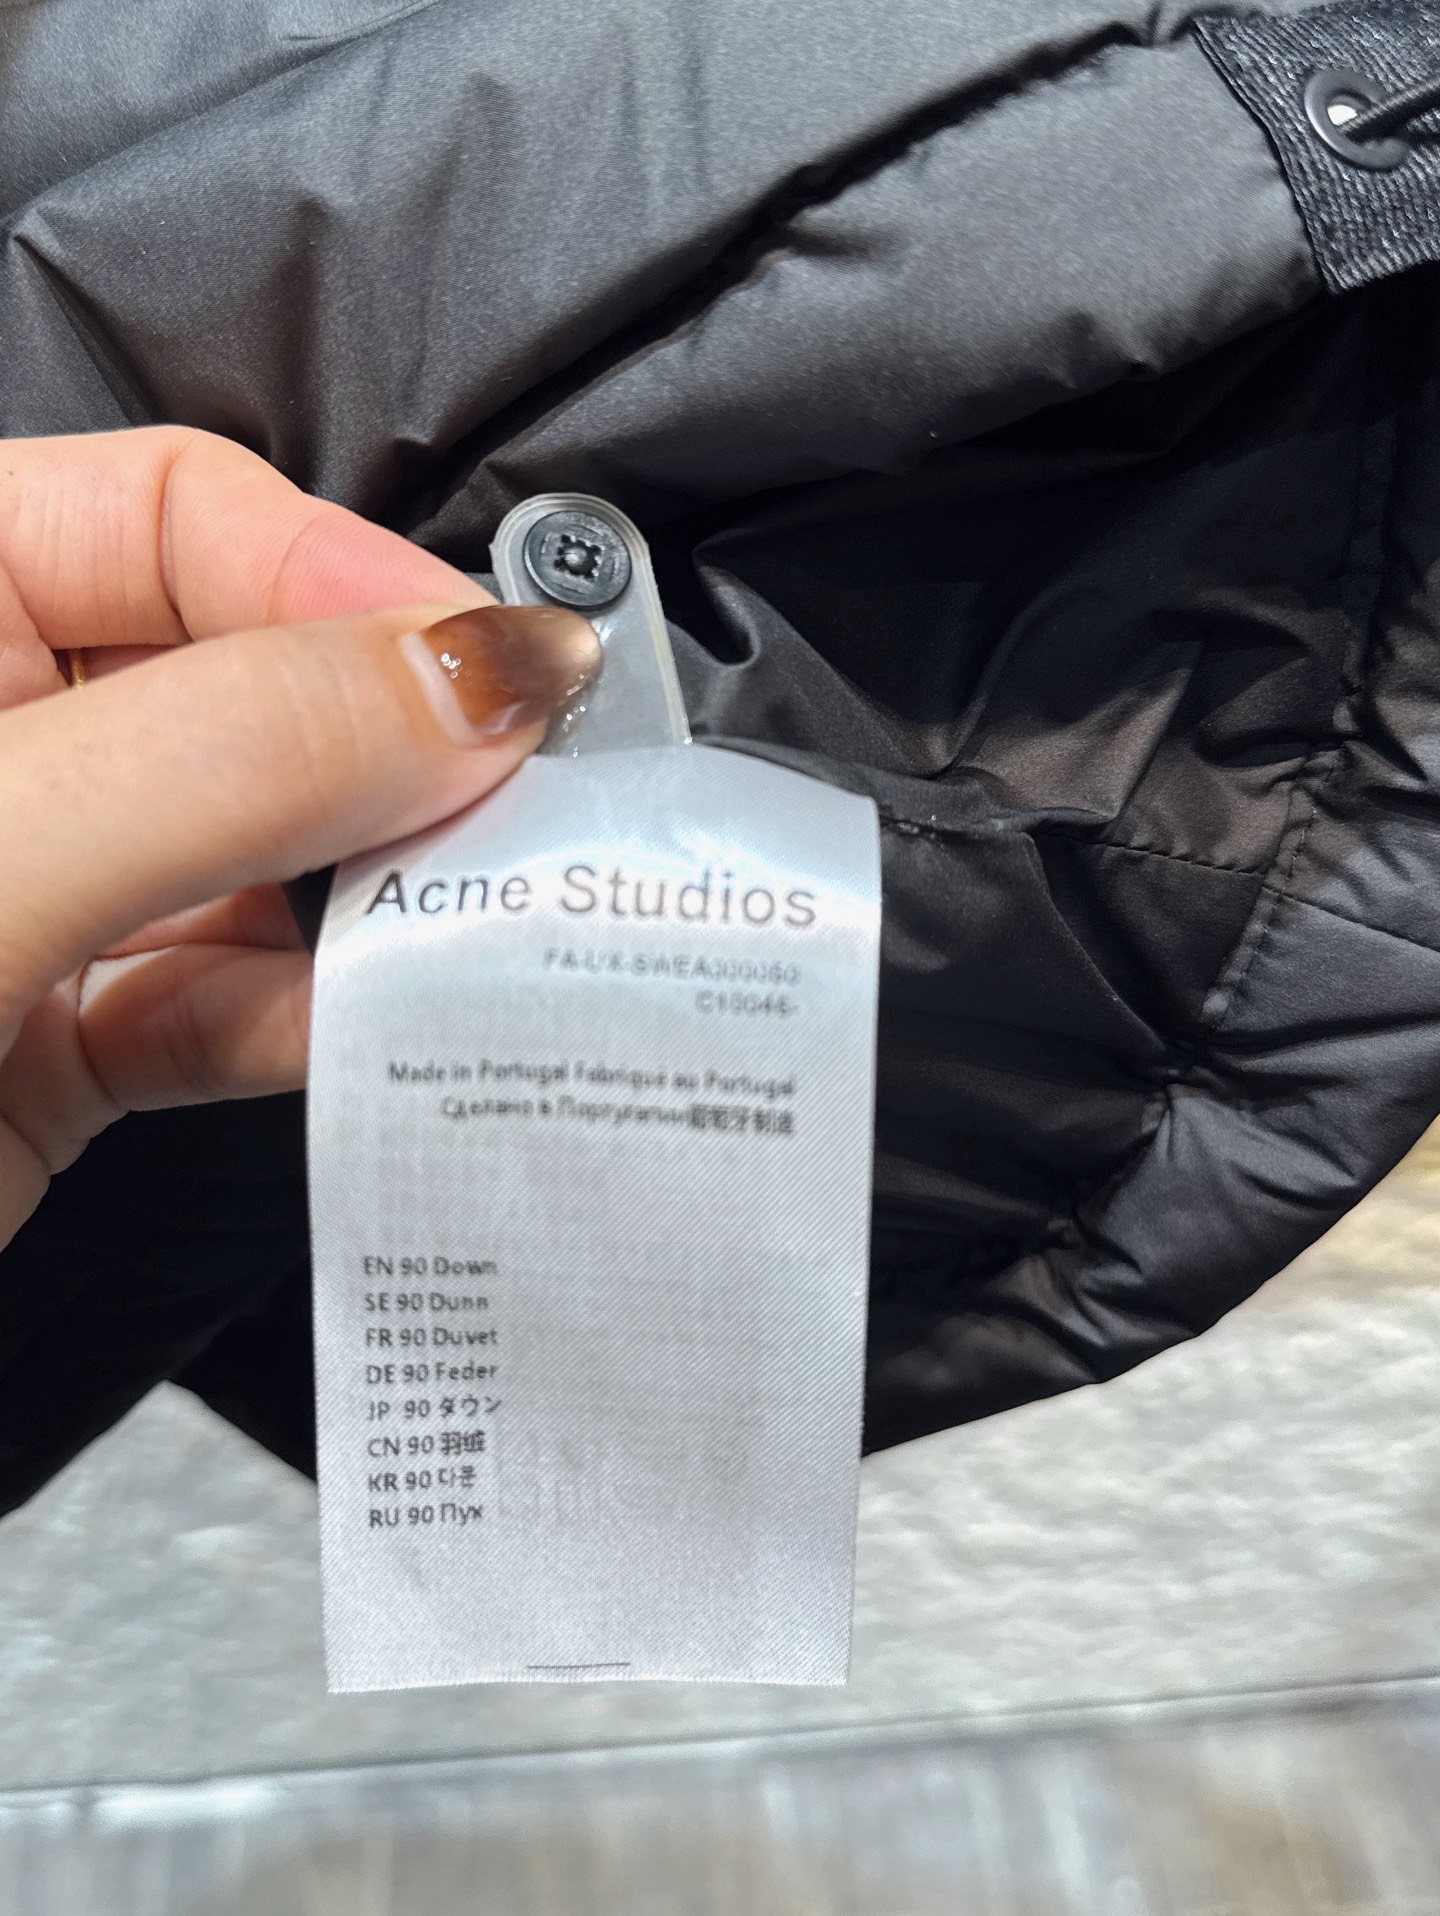 Acne Studios
FA-UX-SWEA000060
C10046-
Made in Portugal Fabriqué au Portugal
Сделано в Португалии葡萄牙制造
EN 90 Down
SE 90 Dunn
FR 90 Duvet
DE 90 Feder
JP 90 ダウン
CN 90 羽绒
KR 90 다운
RU 90 Пух